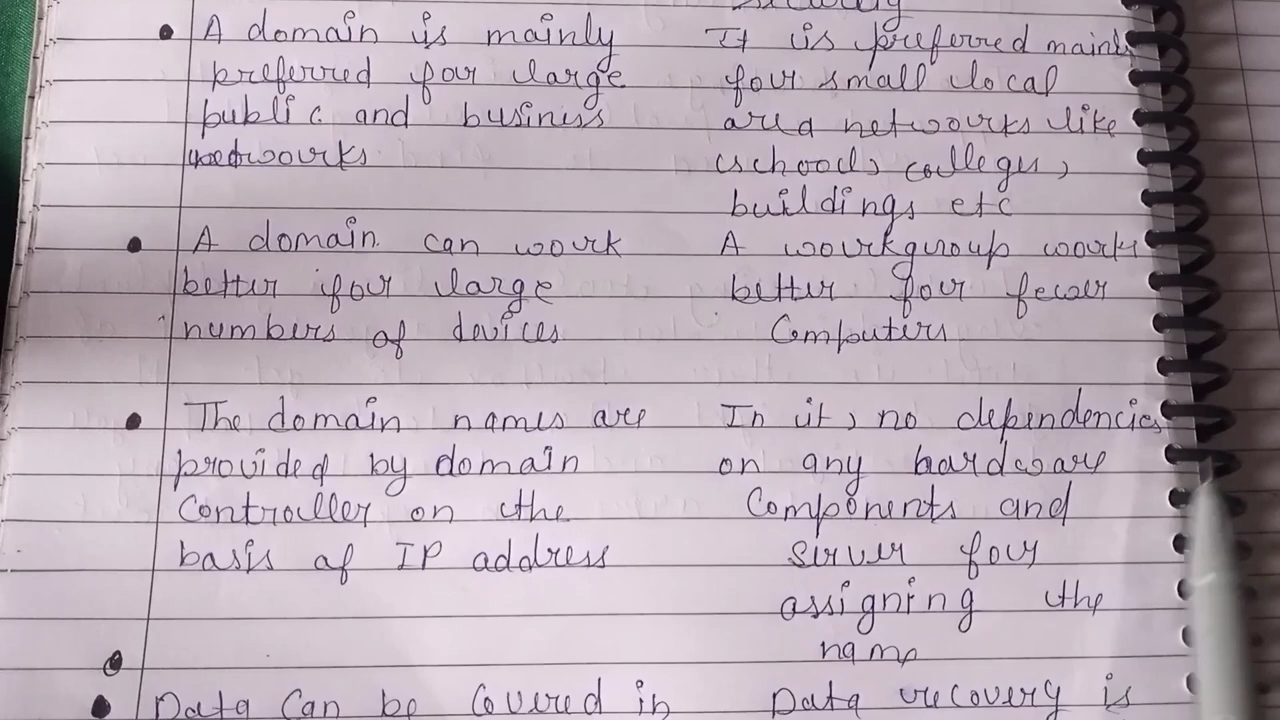 Security
A domain is mainly
preferred for large
public and business
networks
It is preferred mainly
for small local
area networks like
school, colleges,
buildings etc
A domain can work
better for large
numbers of devices
A workgroup works
better for fewer
Computers
The domain names are
provided by domain
Controller on the
basis of IP address
In it, no dependencies
on any hardware
Components and
server for
assigning the
name
Data Can be Covered in
Data recovery is